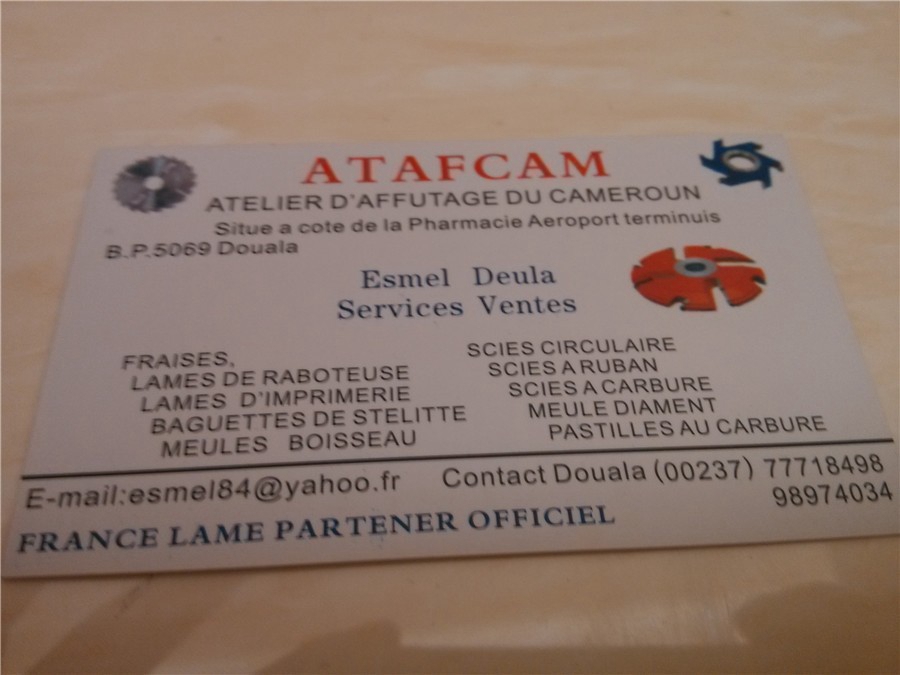 ATAFCAM
ATELIER D'AFFUTAGE DU CAMEROUN
Situe a cote de la Pharmacie Aeroport terminuis
B.P.5069 Douala
Esmel Deula
Services Ventes
FRAISES,
LAMES DE RABOTEUSE
LAMES D'IMPRIMERIE
BAGUETTES DE STELITTE
MEULES BOISSEAU
SCIES CIRCULAIRE
SCIES A RUBAN
SCIES A CARBURE
MEULE DIAMENT
PASTILLES AU CARBURE
E-mail:esmel84@yahoo.fr
Contact Douala (00237) 77718498
98974034
FRANCE LAME PARTENER OFFICIEL